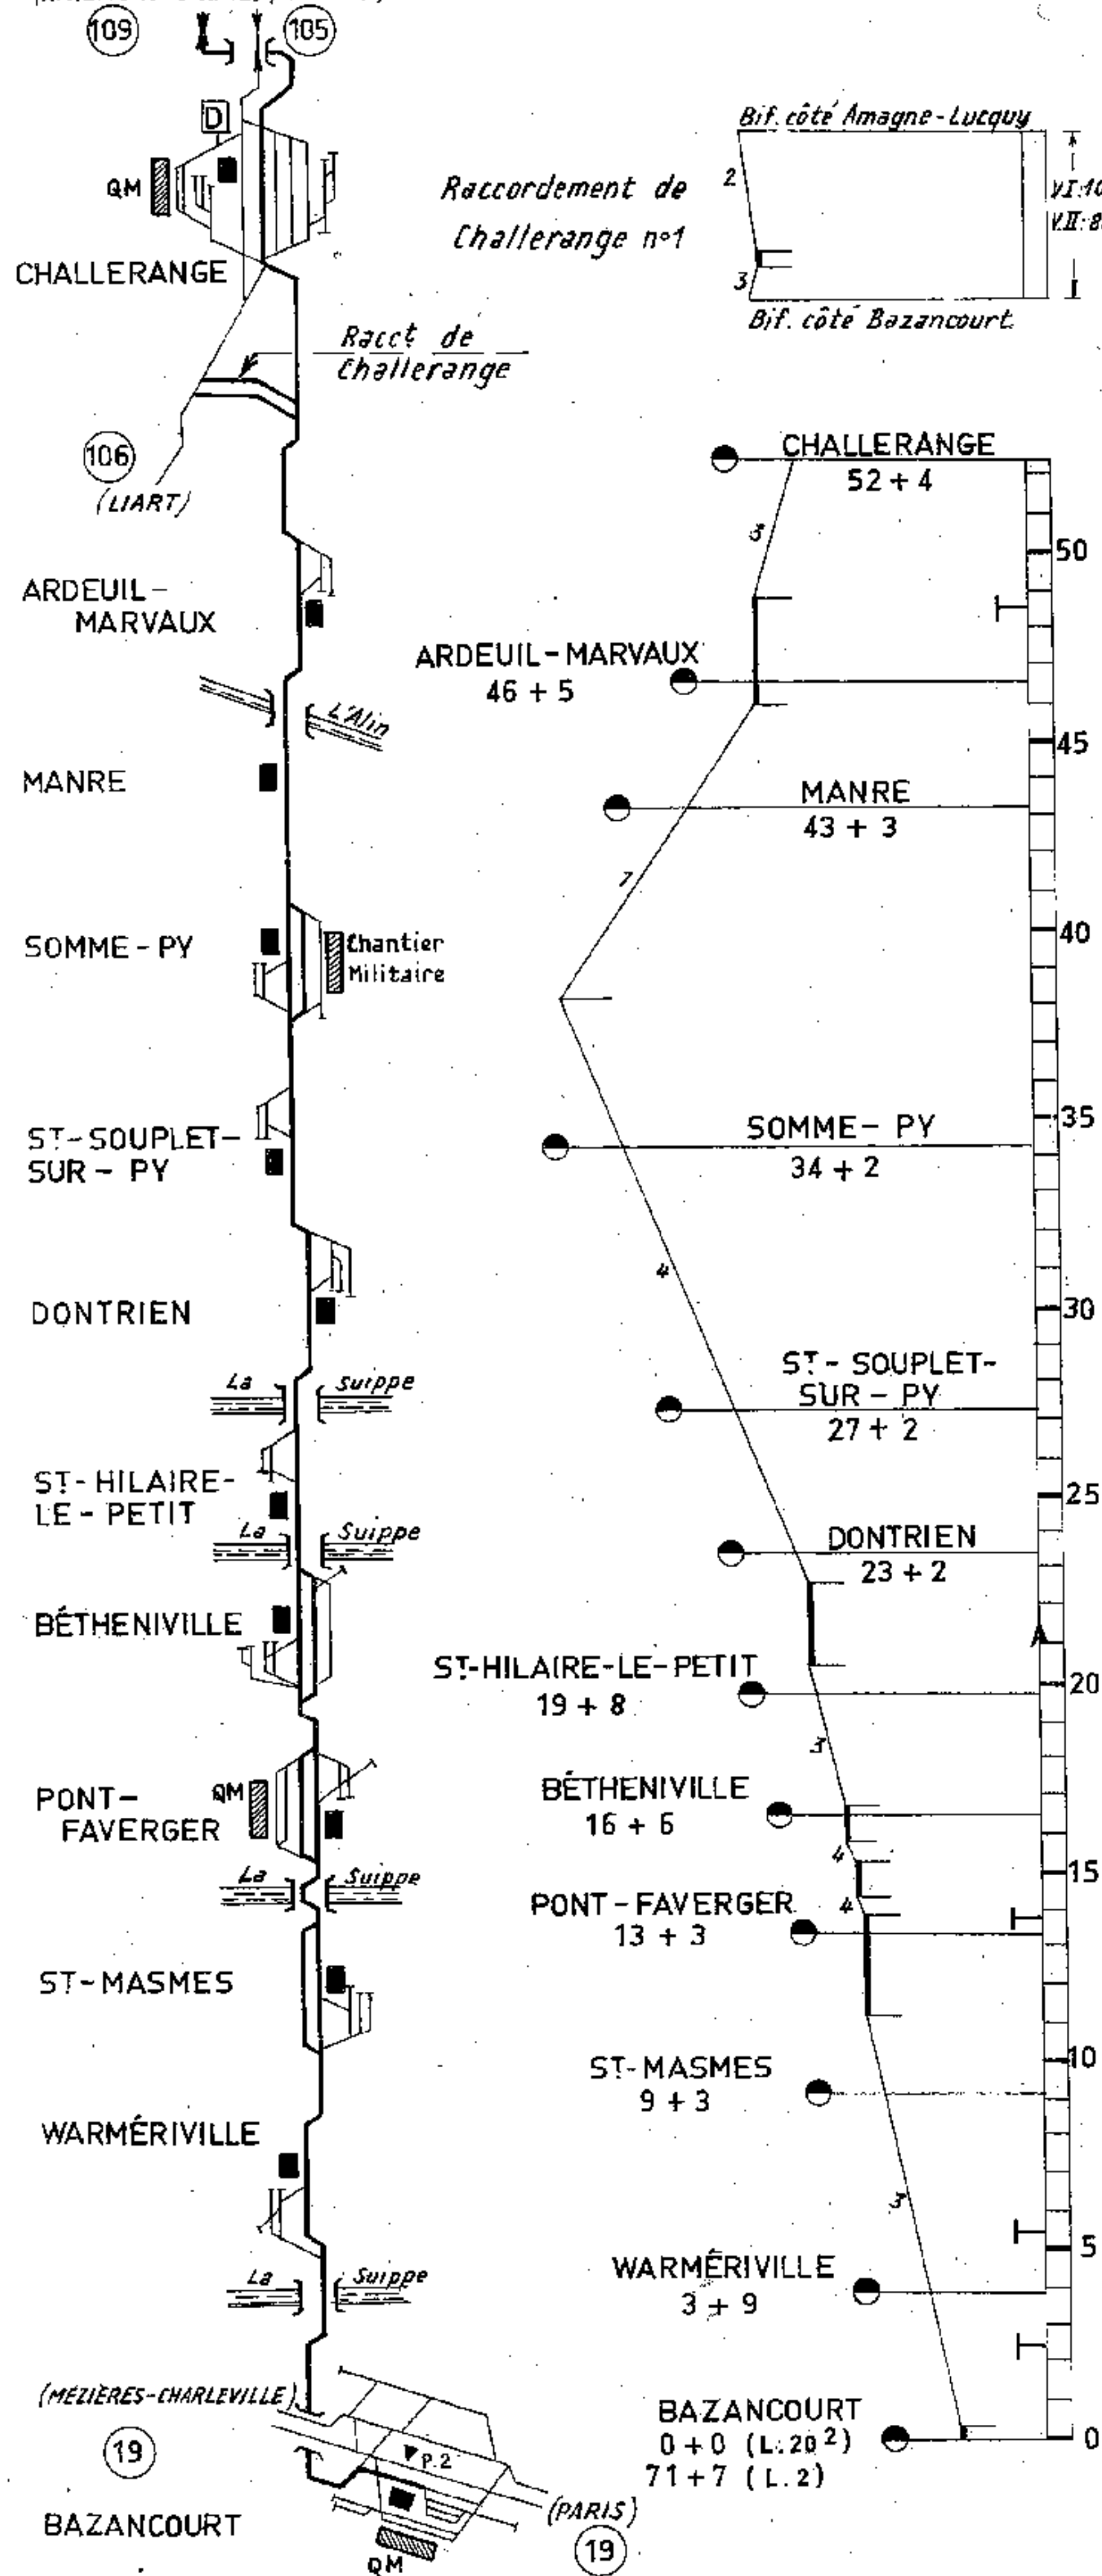 109
105
D
QM
CHALLERANGE
Racct de
Challerange
106
(LIART)
ARDEUIL-
MARVAUX
L'Alin
MANRE
SOMME-PY
Chantier
Militaire
ST-SOUPLET-
SUR-PY
DONTRIEN
La Suippe
ST-HILAIRE-
LE-PETIT
La Suippe
BÉTHENIVILLE
QM
PONT-
FAVERGER
La Suippe
ST-MASMES
WARMÉRIVILLE
La Suippe
(MÉZIÈRES-CHARLEVILLE)
19
P.2
BAZANCOURT
(PARIS)
19
QM
Raccordement de
Challerange n°1
Bif. côté Amagne-Lucquy
2
3
Bif. côté Bazancourt
CHALLERANGE
52+4
3
50
ARDEUIL-MARVAUX
46+5
45
MANRE
43+3
7
40
35
SOMME-PY
34+2
4
30
ST-SOUPLET-
SUR-PY
27+2
25
DONTRIEN
23+2
ST-HILAIRE-LE-PETIT
19+8
20
3
BÉTHENIVILLE
16+6
4
15
PONT-FAVERGER
13+3
4
10
ST-MASMES
9+3
3
5
WARMÉRIVILLE
3+9
BAZANCOURT
0+0 (L.20²)
71+7 (L.2)
0